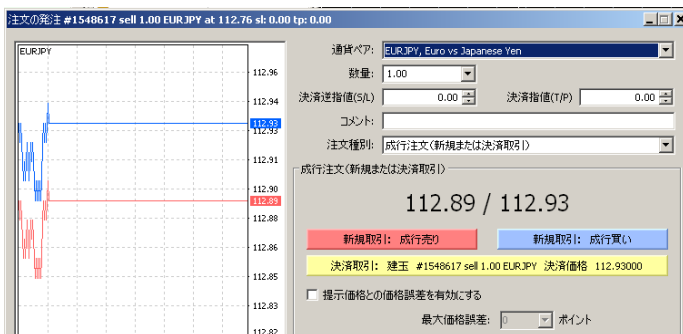 注文の発注 #1548617 sell 1.00 EURJPY at 112.76 sl: 0.00 tp: 0.00
EURJPY
112.96
112.94
112.93
112.93
112.91
112.90
112.89
112.88
112.86
112.85
112.83
112.82
通貨ペア: EURJPY, Euro vs Japanese Yen
数量: 1.00
決済逆指値(S/L) 0.00 決済指値(T/P) 0.00
コメント:
注文種別: 成行注文(新規または決済取引)
成行注文(新規または決済取引)
112.89 / 112.93
新規取引: 成行売り 新規取引: 成行買い
決済取引: 建玉 #1548617 sell 1.00 EURJPY 決済価格 112.93000
提示価格との価格誤差を有効にする
最大価格誤差: 0 ポイント